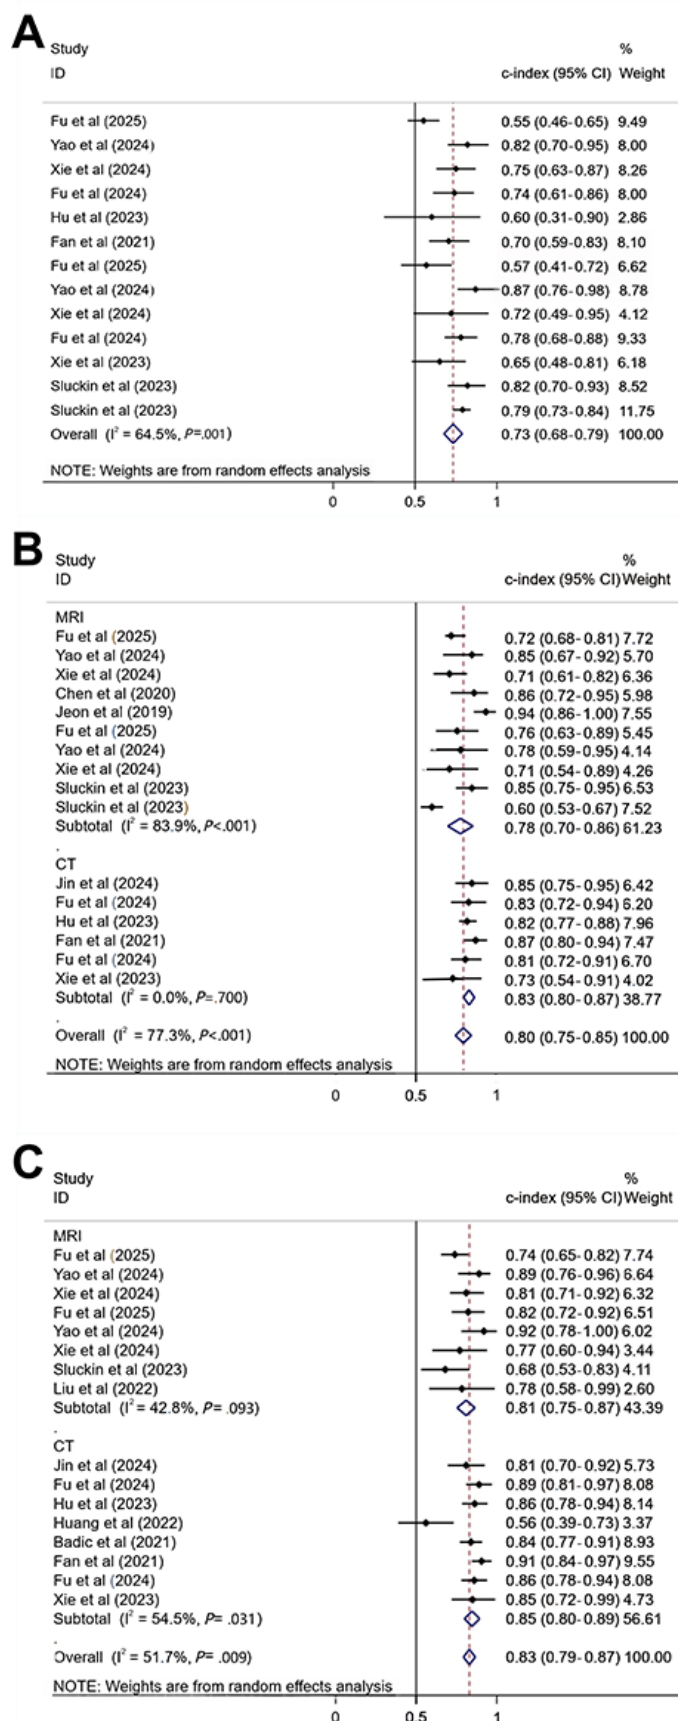 A
Study %
ID c-index (95% CI) Weight
Fu et al (2025) 0.55 (0.46-0.65) 9.49
Yao et al (2024) 0.82 (0.70-0.95) 8.00
Xie et al (2024) 0.75 (0.63-0.87) 8.26
Fu et al (2024) 0.74 (0.61-0.86) 8.00
Hu et al (2023) 0.60 (0.31-0.90) 2.86
Fan et al (2021) 0.70 (0.59-0.83) 8.10
Fu et al (2025) 0.57 (0.41-0.72) 6.62
Yao et al (2024) 0.87 (0.76-0.98) 8.78
Xie et al (2024) 0.72 (0.49-0.95) 4.12
Fu et al (2024) 0.78 (0.68-0.88) 9.33
Xie et al (2023) 0.65 (0.48-0.81) 6.18
Sluckin et al (2023) 0.82 (0.70-0.93) 8.52
Sluckin et al (2023) 0.79 (0.73-0.84) 11.75
Overall (I² = 64.5%, P=.001) 0.73 (0.68-0.79) 100.00
NOTE: Weights are from random effects analysis
0 0.5 1
B
Study %
ID c-index (95% CI) Weight
MRI
Fu et al (2025) 0.72 (0.68-0.81) 7.72
Yao et al (2024) 0.85 (0.67-0.92) 5.70
Xie et al (2024) 0.71 (0.61-0.82) 6.36
Chen et al (2020) 0.86 (0.72-0.95) 5.98
Jeon et al (2019) 0.94 (0.86-1.00) 7.55
Fu et al (2025) 0.76 (0.63-0.89) 5.45
Yao et al (2024) 0.78 (0.59-0.95) 4.14
Xie et al (2024) 0.71 (0.54-0.89) 4.26
Sluckin et al (2023) 0.85 (0.75-0.95) 6.53
Sluckin et al (2023) 0.60 (0.53-0.67) 7.52
Subtotal (I² = 83.9%, P<.001) 0.78 (0.70-0.86) 61.23
.
CT
Jin et al (2024) 0.85 (0.75-0.95) 6.42
Fu et al (2024) 0.83 (0.72-0.94) 6.20
Hu et al (2023) 0.82 (0.77-0.88) 7.96
Fan et al (2021) 0.87 (0.80-0.94) 7.47
Fu et al (2024) 0.81 (0.72-0.91) 6.70
Xie et al (2023) 0.73 (0.54-0.91) 4.02
Subtotal (I² = 0.0%, P=.700) 0.83 (0.80-0.87) 38.77
.
Overall (I² = 77.3%, P<.001) 0.80 (0.75-0.85) 100.00
NOTE: Weights are from random effects analysis
0 0.5 1
C
Study %
ID c-index (95% CI) Weight
MRI
Fu et al (2025) 0.74 (0.65-0.82) 7.74
Yao et al (2024) 0.89 (0.76-0.96) 6.64
Xie et al (2024) 0.81 (0.71-0.92) 6.32
Fu et al (2025) 0.82 (0.72-0.92) 6.51
Yao et al (2024) 0.92 (0.78-1.00) 6.02
Xie et al (2024) 0.77 (0.60-0.94) 3.44
Sluckin et al (2023) 0.68 (0.53-0.83) 4.11
Liu et al (2022) 0.78 (0.58-0.99) 2.60
Subtotal (I² = 42.8%, P= .093) 0.81 (0.75-0.87) 43.39
.
CT
Jin et al (2024) 0.81 (0.70-0.92) 5.73
Fu et al (2024) 0.89 (0.81-0.97) 8.08
Hu et al (2023) 0.86 (0.78-0.94) 8.14
Huang et al (2022) 0.56 (0.39-0.73) 3.37
Badic et al (2021) 0.84 (0.77-0.91) 8.93
Fan et al (2021) 0.91 (0.84-0.97) 9.55
Fu et al (2024) 0.86 (0.78-0.94) 8.08
Xie et al (2023) 0.85 (0.72-0.99) 4.73
Subtotal (I² = 54.5%, P= .031) 0.85 (0.80-0.89) 56.61
.
Overall (I² = 51.7%, P= .009) 0.83 (0.79-0.87) 100.00
NOTE: Weights are from random effects analysis
0 0.5 1